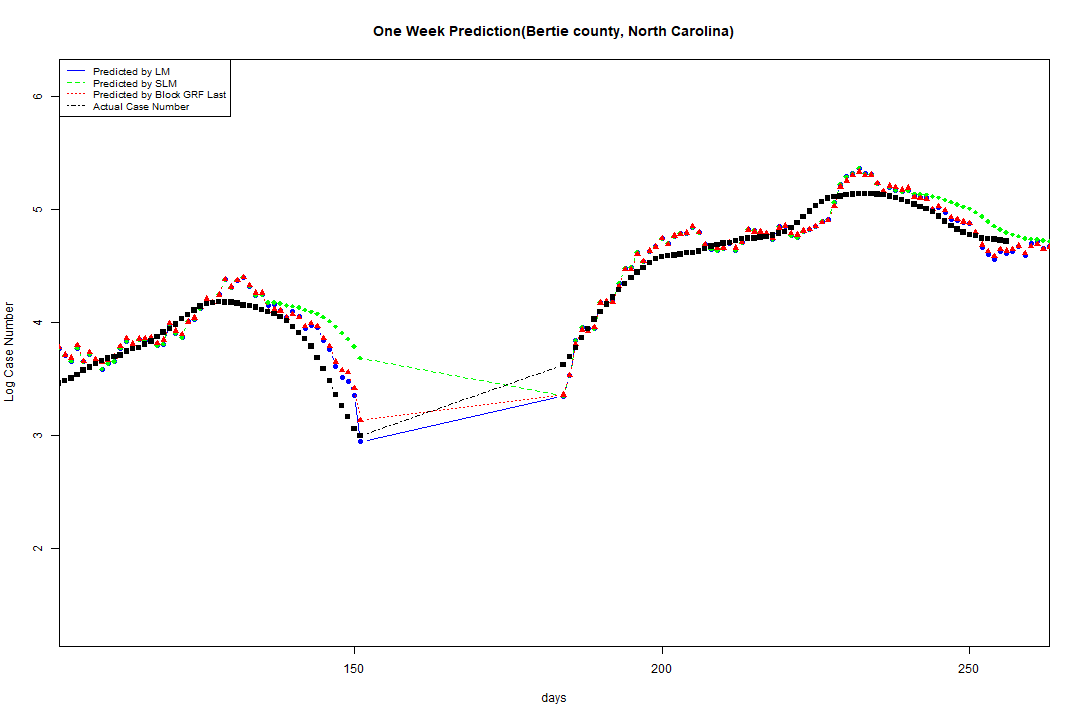 One Week Prediction(Bertie county, North Carolina)
Predicted by LM
Predicted by SLM
Predicted by Block GRF Last
Actual Case Number
6
5
4
3
2
Log Case Number
150
200
250
days